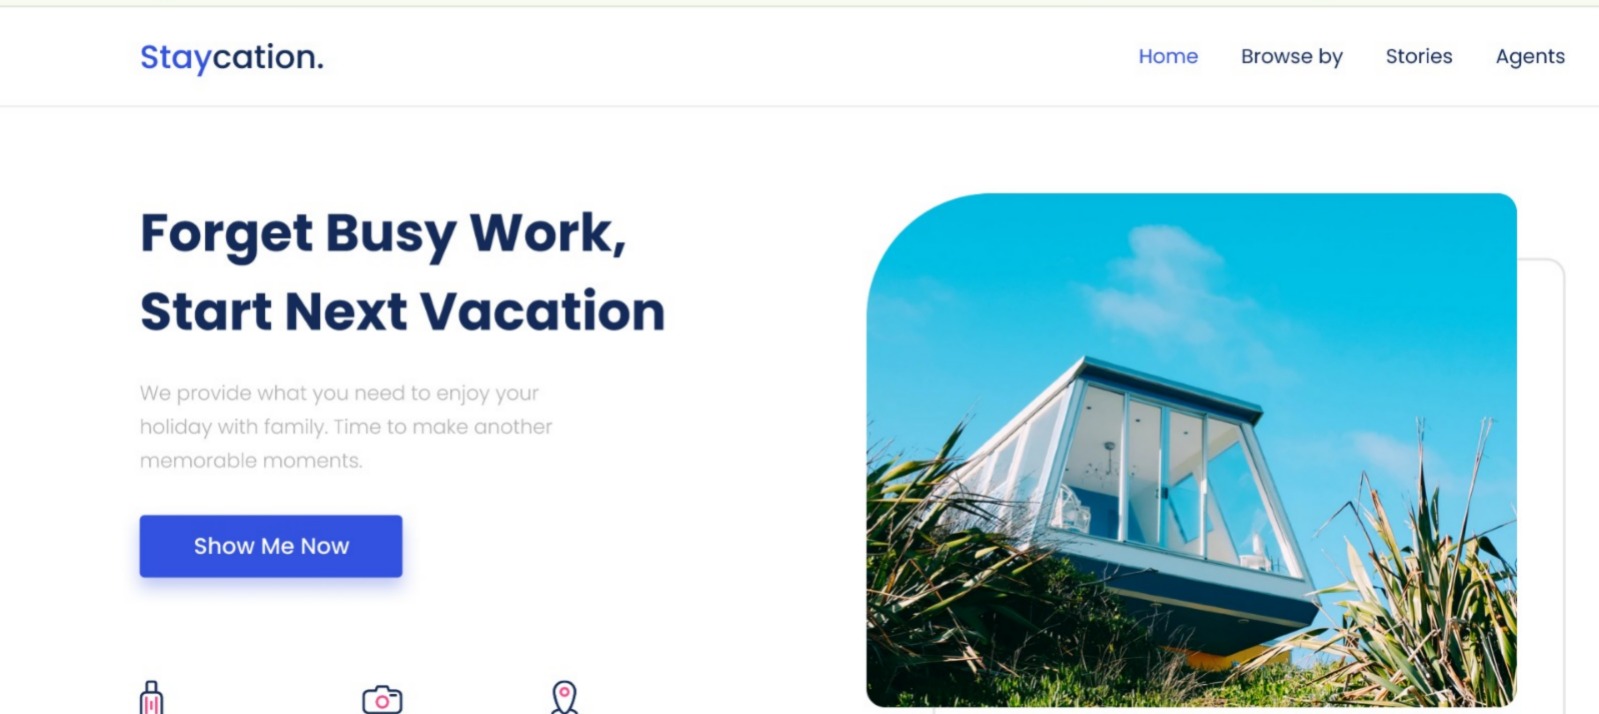 Staycation.
Home Browse by Stories Agents
Forget Busy Work,
Start Next Vacation
We provide what you need to enjoy your
holiday with family. Time to make another
memorable moments.
Show Me Now